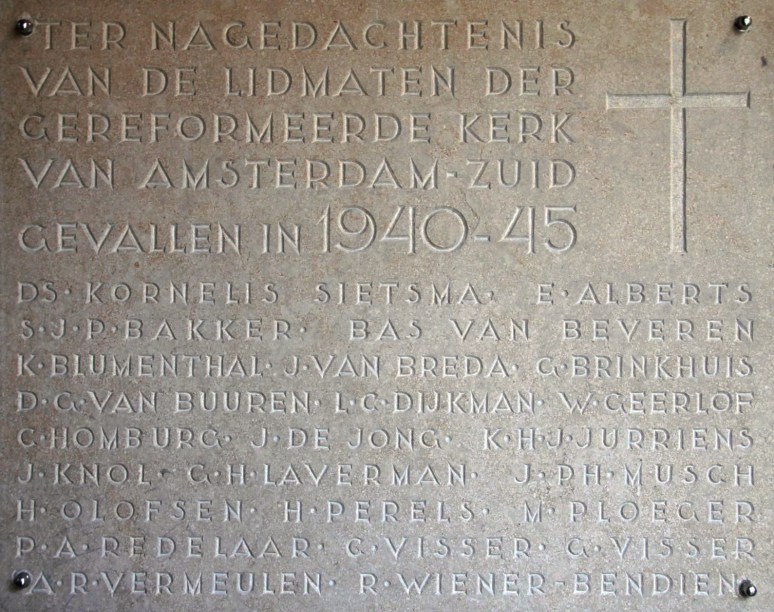 TER NAGEDACHTENIS
VAN DE LIDMATEN DER
GEREFORMEERDE KERK
VAN AMSTERDAM-ZUID
GEVALLEN IN 1940-45
DS·KORNELIS SIETSMA· E·ALBERTS
S·J·P·BAKKER· BAS VAN BEVEREN
K·BLUMENTHAL·J·VAN BREDA·G·BRINKHUIS
D·G·VAN BUUREN·L·C·DIJKMAN·W·GEERLOF
C·HOMBURG· J·DE JONG· K·H·J·JURRIENS
J·KNOL·G·H·LAVERMAN· J·PH·MUSCH
H·OLOFSEN· H·PERELS· M·PLOEGER
P·A·REDELAAR· C·VISSER· G·VISSER
A·R·VERMEULEN· R·WIENER-BENDIEN